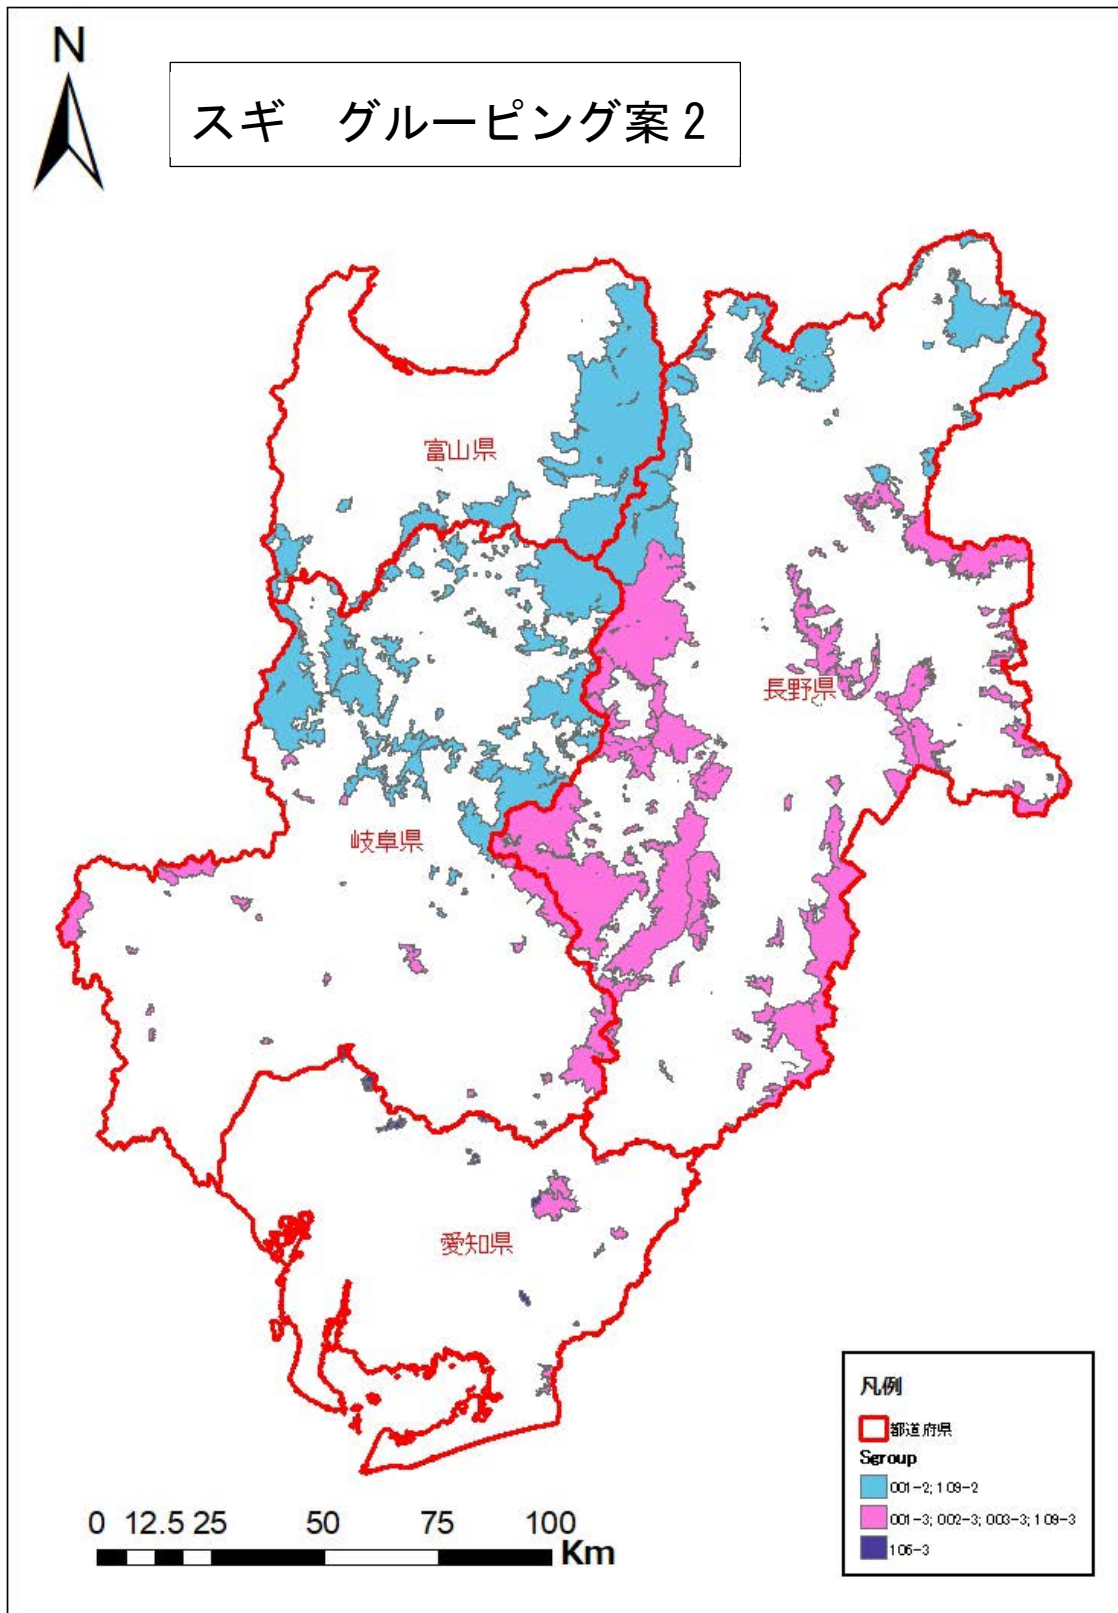 N
スギ　グルーピング案2
富山県
長野県
岐阜県
愛知県
凡例
都道府県
Sgroup
001-2; 109-2
001-3; 002-3; 003-3; 109-3
106-3
0 12.5 25 50 75 100
Km